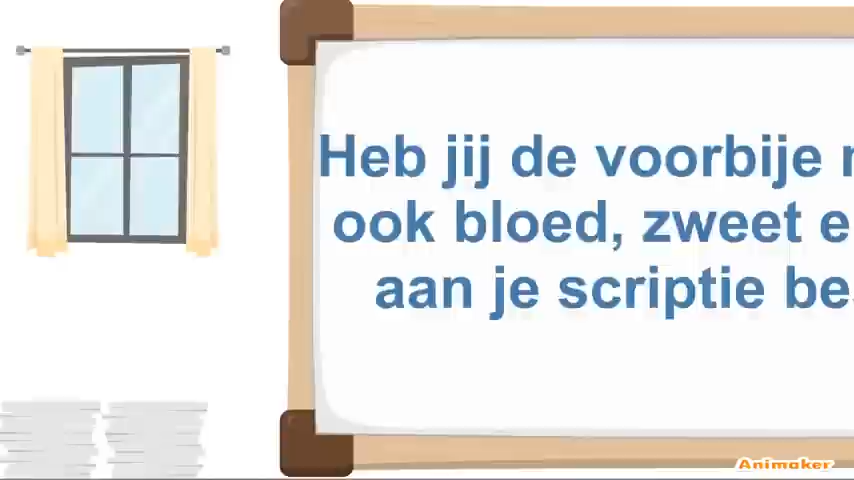 Heb jij de voorbije
ook bloed, zweet
aan je scriptie
Animaker